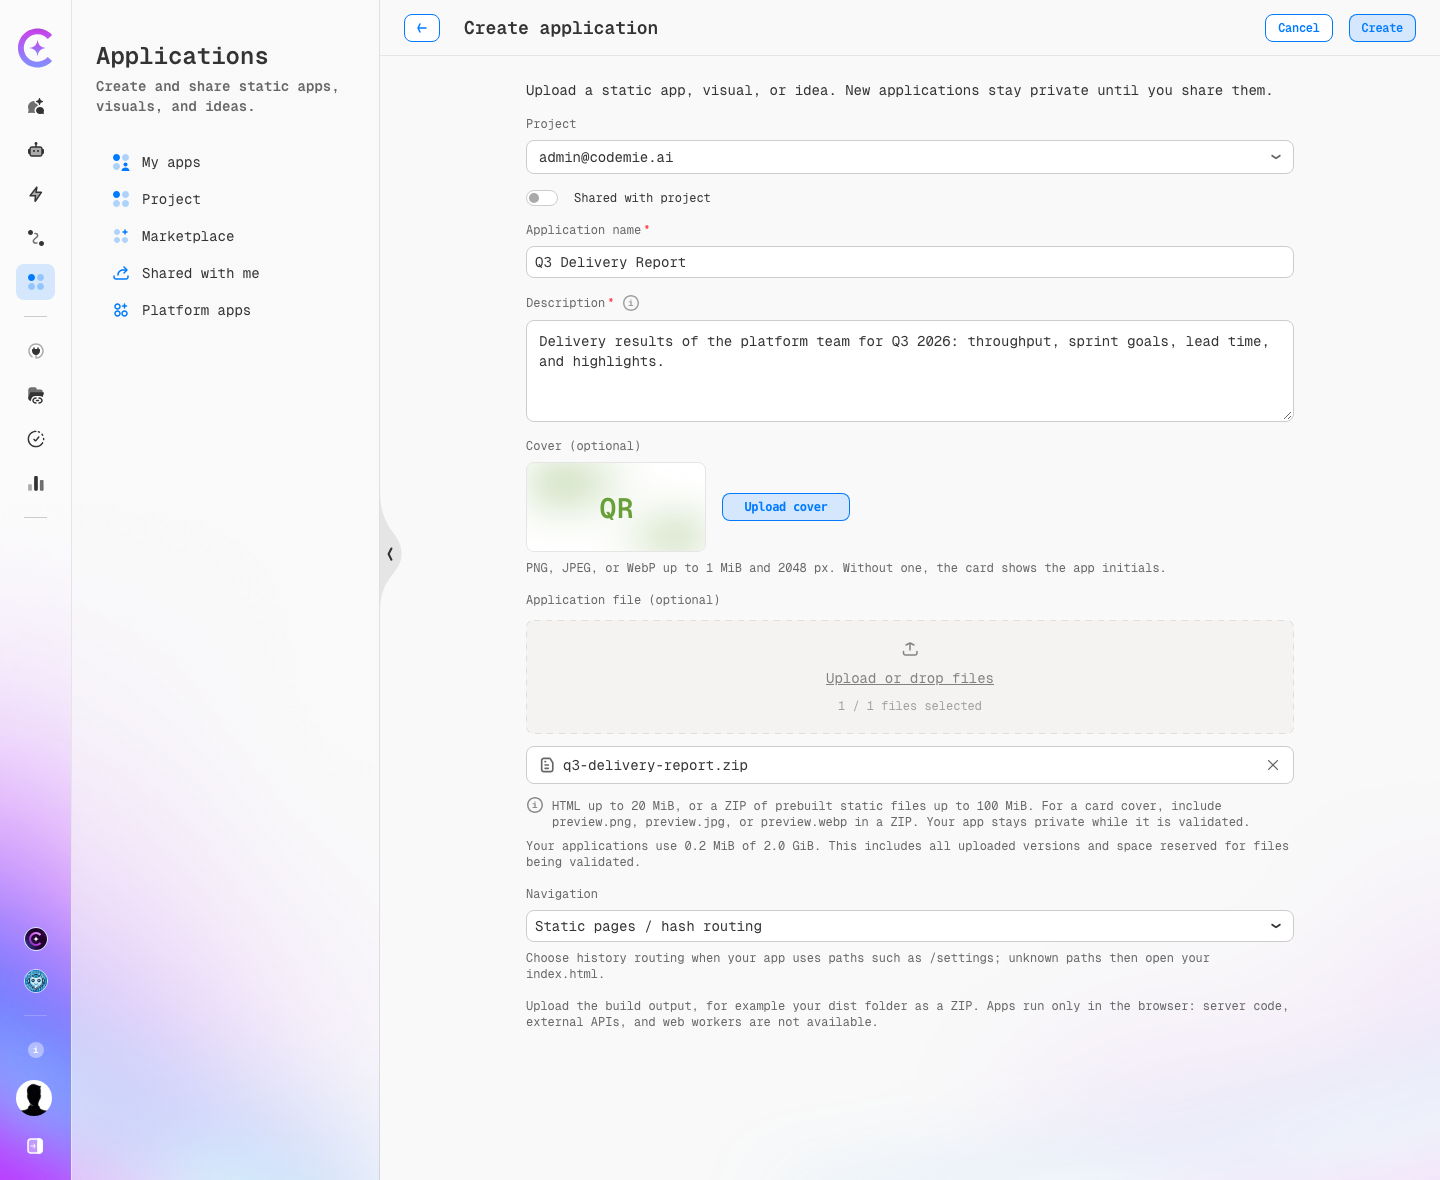 Applications
Create and share static apps,
visuals, and ideas.
My apps
Project
Marketplace
Shared with me
Platform apps
Create application
Cancel
Create
Upload a static app, visual, or idea. New applications stay private until you share them.
Project
admin@codemie.ai
Shared with project
Application name *
Q3 Delivery Report
Description *
Delivery results of the platform team for Q3 2026: throughput, sprint goals, lead time,
and highlights.
Cover (optional)
QR
Upload cover
PNG, JPEG, or WebP up to 1 MiB and 2048 px. Without one, the card shows the app initials.
Application file (optional)
Upload or drop files
1 / 1 files selected
q3-delivery-report.zip
HTML up to 20 MiB, or a ZIP of prebuilt static files up to 100 MiB. For a card cover, include
preview.png, preview.jpg, or preview.webp in a ZIP. Your app stays private while it is validated.
Your applications use 0.2 MiB of 2.0 GiB. This includes all uploaded versions and space reserved for files
being validated.
Navigation
Static pages / hash routing
Choose history routing when your app uses paths such as /settings; unknown paths then open your
index.html.
Upload the build output, for example your dist folder as a ZIP. Apps run only in the browser: server code,
external APIs, and web workers are not available.